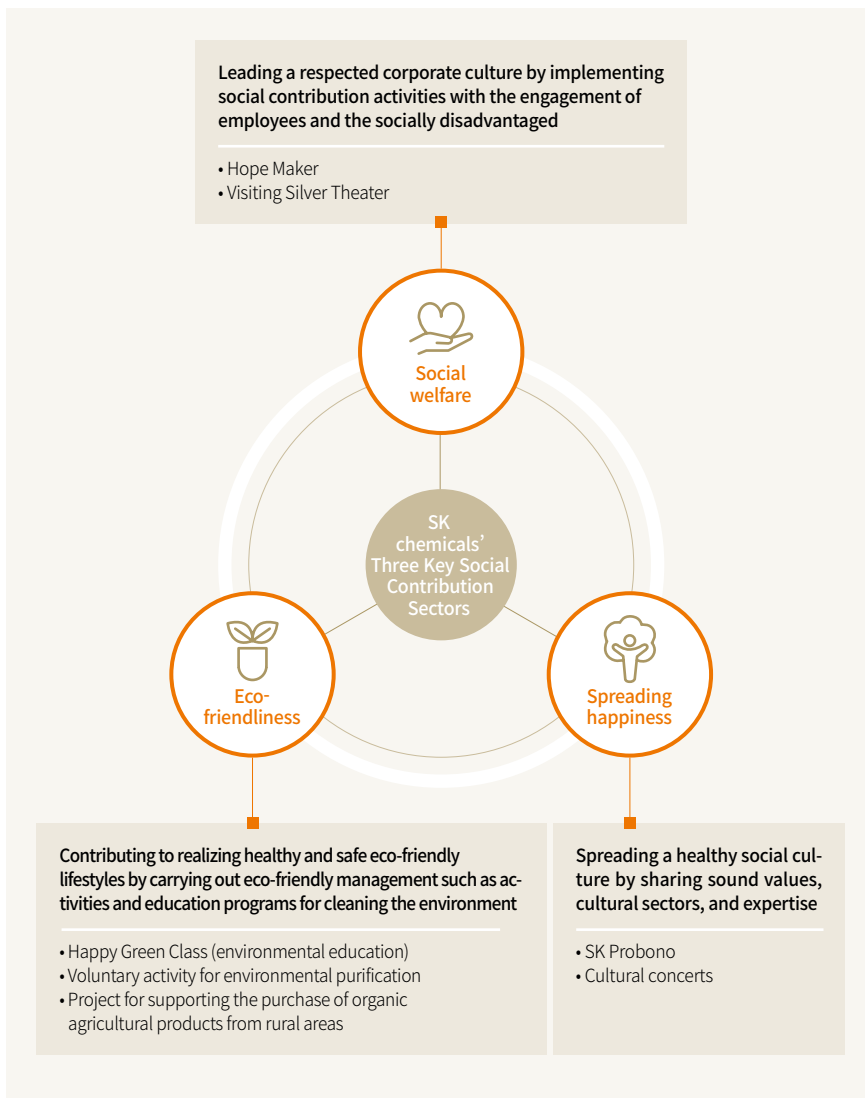 Leading a respected corporate culture by implementing
social contribution activities with the engagement of
employees and the socially disadvantaged
• Hope Maker
• Visiting Silver Theater
Social
welfare
SK
chemicals’
Three Key Social
Contribution
Sectors
Eco-
friendliness
Spreading
happiness
Contributing to realizing healthy and safe eco-friendly
lifestyles by carrying out eco-friendly management such as ac-
tivities and education programs for cleaning the environment
• Happy Green Class (environmental education)
• Voluntary activity for environmental purification
• Project for supporting the purchase of organic
agricultural products from rural areas
Spreading a healthy social cul-
ture by sharing sound values,
cultural sectors, and expertise
• SK Probono
• Cultural concerts